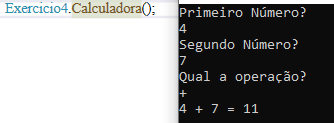 Exercicio4.Calculadora();
Primeiro Número?
4
Segundo Número?
7
Qual a operação?
+
4 + 7 = 11